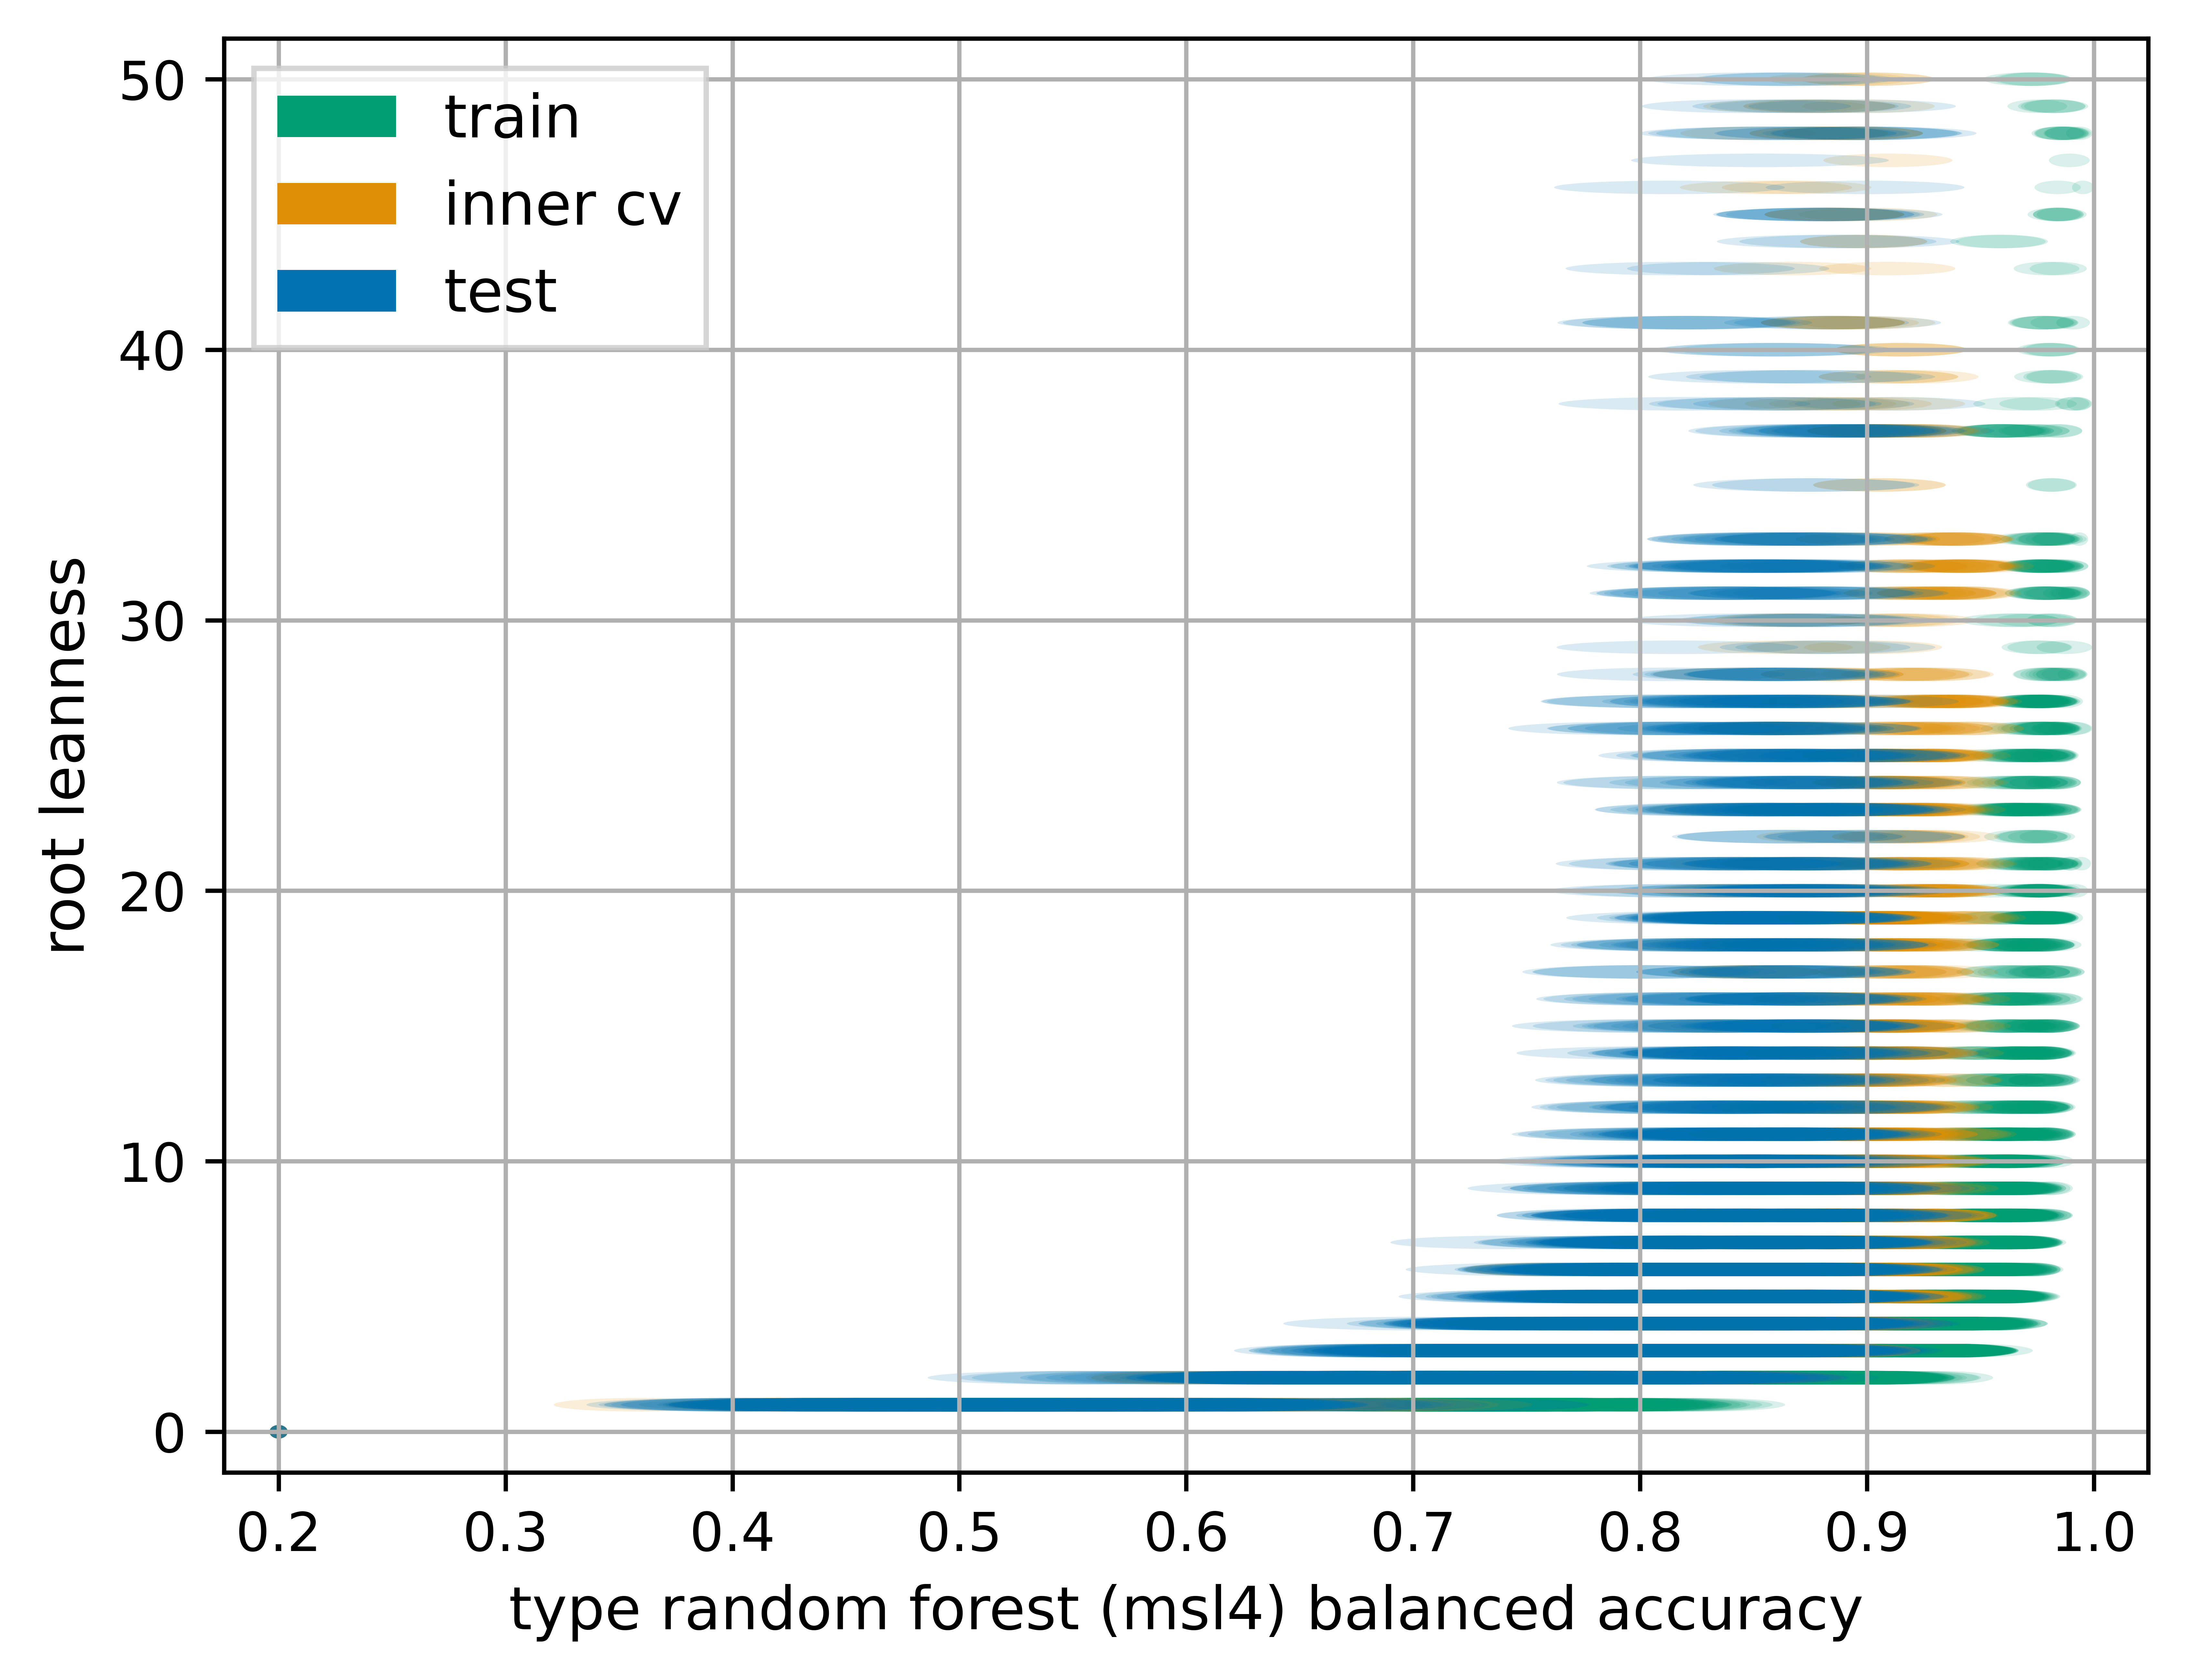 train
inner cv
test
50
40
30
20
10
0
root leanness
0.2 0.3 0.4 0.5 0.6 0.7 0.8 0.9 1.0
type random forest (msl4) balanced accuracy